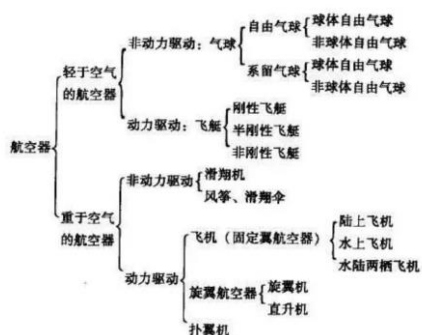 航空器
轻于空气
的航空器
非动力驱动：气球
自由气球
球体自由气球
非球体自由气球
系留气球
球体自由气球
非球体自由气球
动力驱动：飞艇
刚性飞艇
半刚性飞艇
非刚性飞艇
重于空气
的航空器
非动力驱动
滑翔机
风筝、滑翔伞
动力驱动
飞机（固定翼航空器）
陆上飞机
水上飞机
水陆两栖飞机
旋翼航空器
旋翼机
直升机
扑翼机